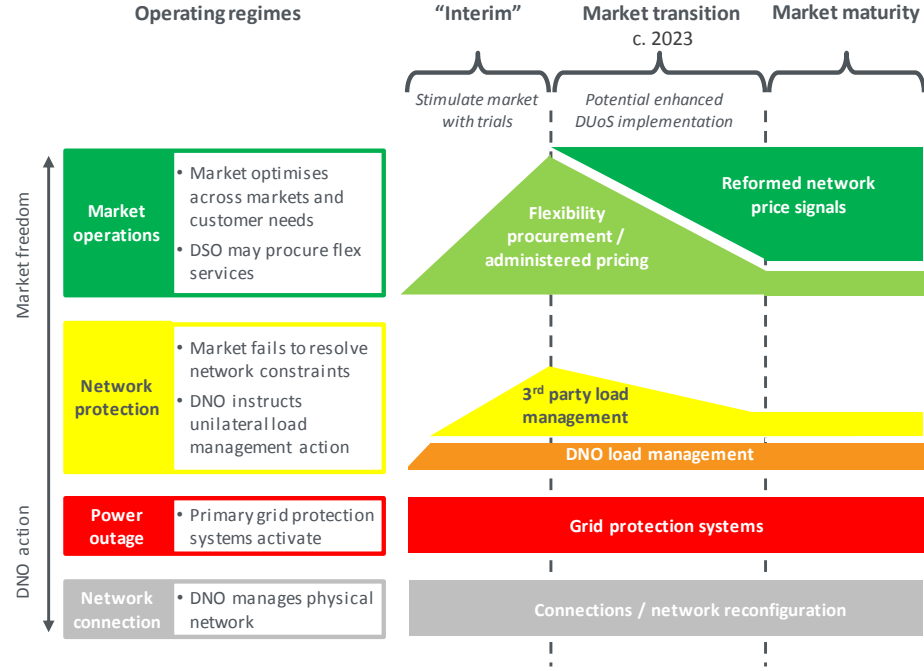 Operating regimes
“Interim”
Market transition
c. 2023
Market maturity
Stimulate market
with trials
Potential enhanced
DUoS implementation
Market freedom
DNO action
Market
operations
• Market optimises
across markets and
customer needs
• DSO may procure flex
services
Flexibility
procurement /
administered pricing
Reformed network
price signals
Network
protection
• Market fails to resolve
network constraints
• DNO instructs
unilateral load
management action
3rd party load
management
DNO load management
Power
outage
• Primary grid protection
systems activate
Grid protection systems
Network
connection
• DNO manages physical
network
Connections / network reconfiguration